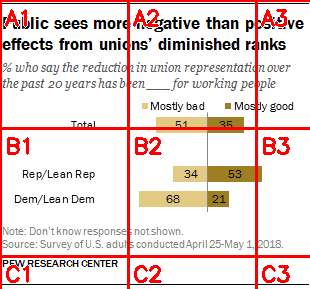 A1 A2 A3
Public sees more negative than positive
effects from unions' diminished ranks
% who say the reduction in union representation over
the past 20 years has been ___ for working people
Mostly bad Mostly good
Total 51 35
B1 B2 B3
Rep/Lean Rep 34 53
Dem/Lean Dem 68 21
Note: Don't know responses not shown.
Source: Survey of U.S. adults conducted April 25-May 1, 2018.
PEW RESEARCH CENTER
C1 C2 C3